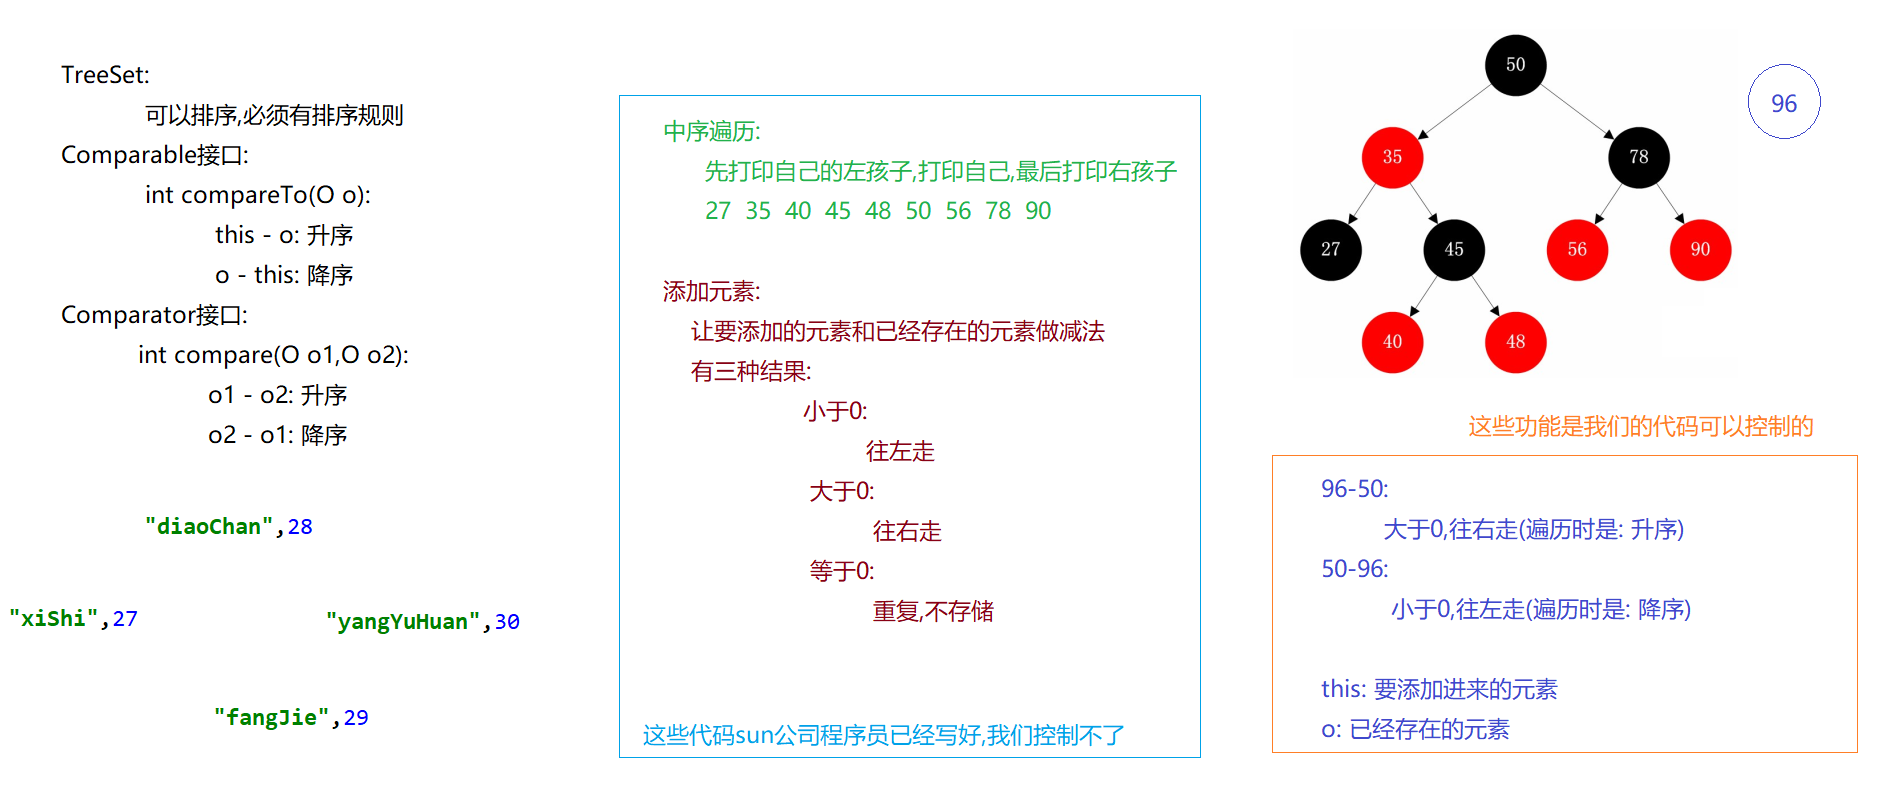 TreeSet:
可以排序,必须有排序规则
Comparable接口:
int compareTo(O o):
this - o: 升序
o - this: 降序
Comparator接口:
int compare(O o1,O o2):
o1 - o2: 升序
o2 - o1: 降序
"diaoChan",28
"xiShi",27
"yangYuHuan",30
"fangJie",29
中序遍历:
先打印自己的左孩子,打印自己,最后打印右孩子
27 35 40 45 48 50 56 78 90
添加元素:
让要添加的元素和已经存在的元素做减法
有三种结果:
小于0:
往左走
大于0:
往右走
等于0:
重复,不存储
这些代码sun公司程序员已经写好,我们控制不了
50
96
35
78
27
45
56
90
40
48
这些功能是我们的代码可以控制的
96-50:
大于0,往右走(遍历时是: 升序)
50-96:
小于0,往左走(遍历时是: 降序)
this: 要添加进来的元素
o: 已经存在的元素